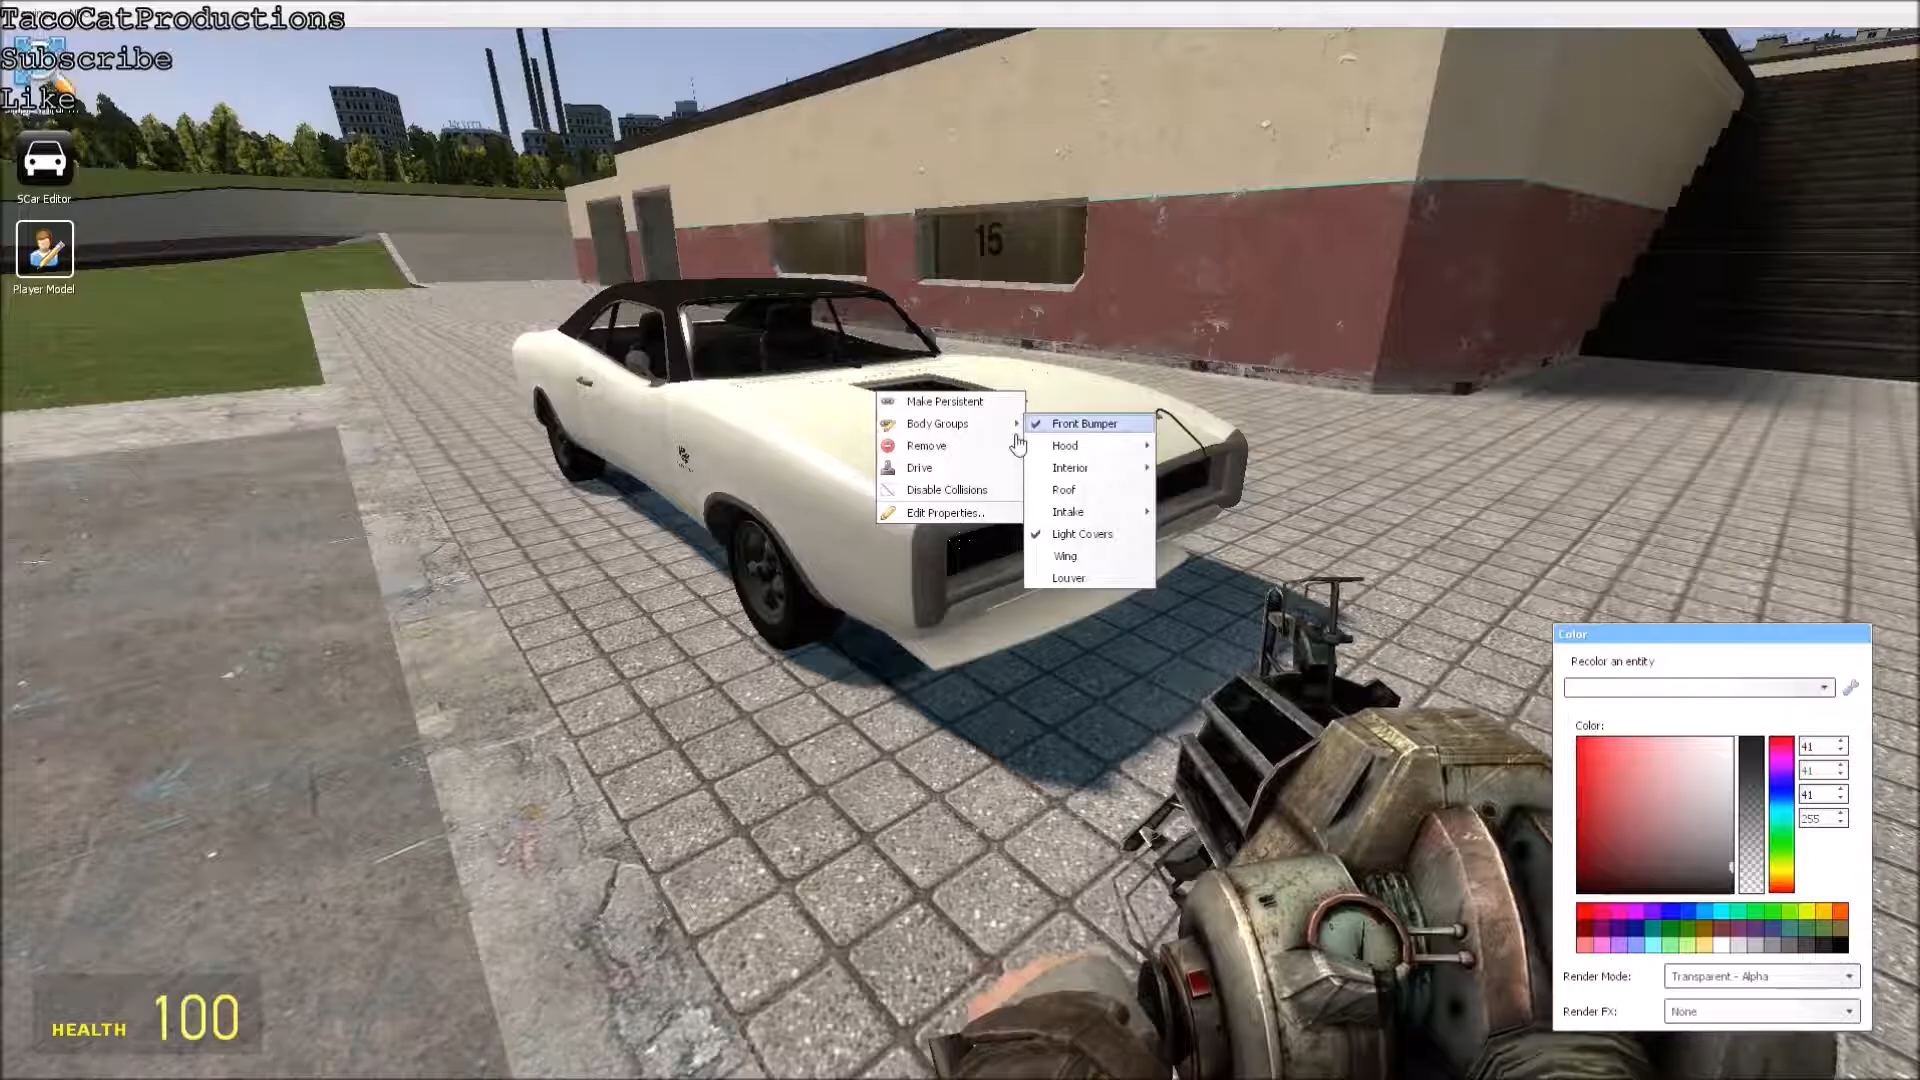 TacoCatProductions
Subscribe
Like
SCar Editor
Player Model
15
Make Persistent
Body Groups
Remove
Drive
Disable Collisions
Edit Properties..
Front Bumper
Hood
Interior
Roof
Intake
Light Covers
Wing
Louver
Color
Recolor an entity
Color:
41
41
41
255
Render Mode:
Transparent - Alpha
Render FX:
None
HEALTH 100